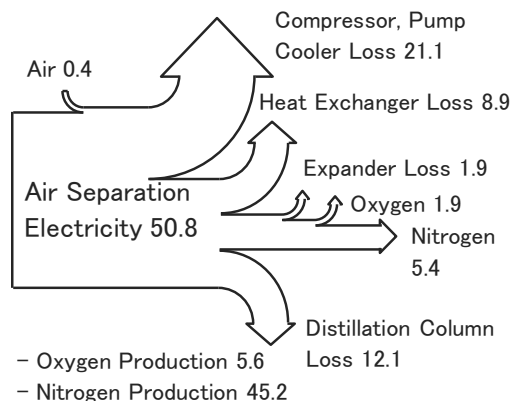 Compressor, Pump
Cooler Loss 21.1
Air 0.4
Heat Exchanger Loss 8.9
Expander Loss 1.9
Air Separation
Electricity 50.8
Oxygen 1.9
Nitrogen
5.4
Distillation Column
Loss 12.1
- Oxygen Production 5.6
- Nitrogen Production 45.2